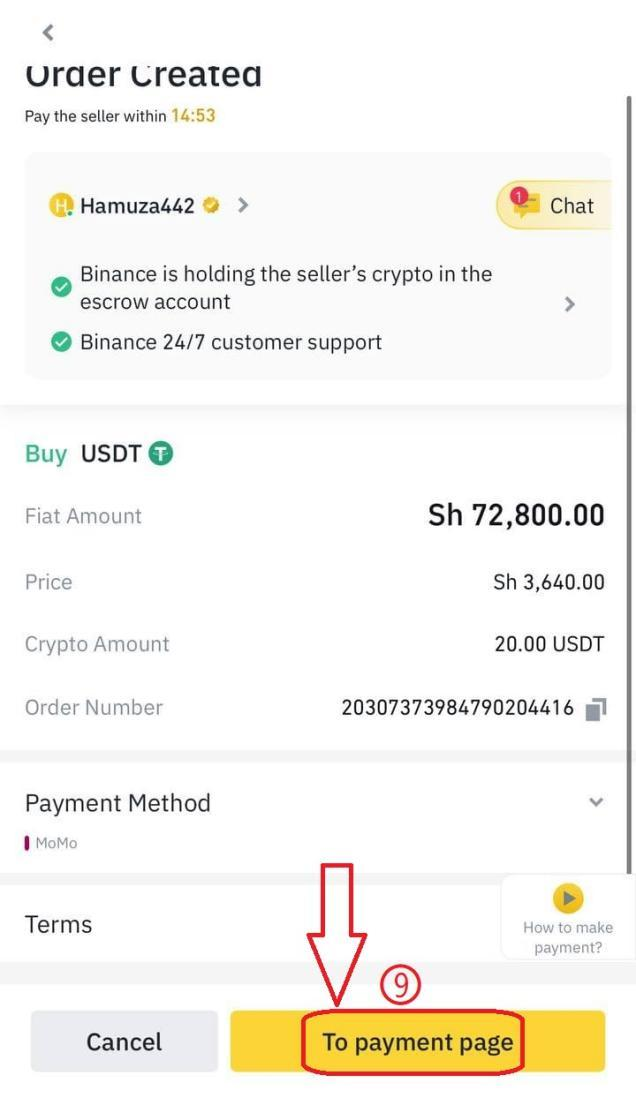 Order Created
Pay the seller within 14:53
H Hamuza442
1 Chat
Binance is holding the seller's crypto in the
escrow account
Binance 24/7 customer support
Buy USDT
Fiat Amount Sh 72,800.00
Price Sh 3,640.00
Crypto Amount 20.00 USDT
Order Number 20307373984790204416
Payment Method
MoMo
Terms
How to make
payment?
⑨
Cancel To payment page